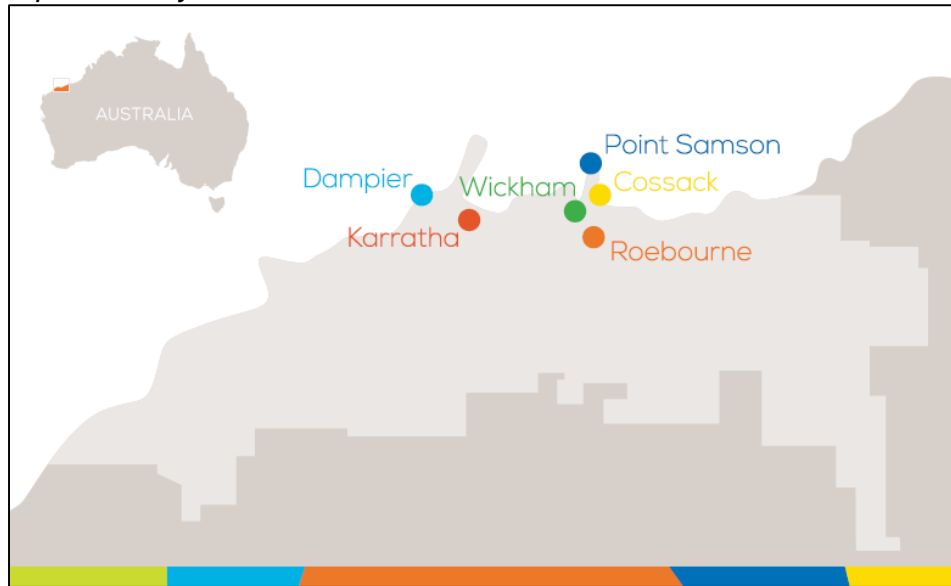 AUSTRALIA
Point Samson
Dampier
Wickham
Cossack
Karratha
Roebourne